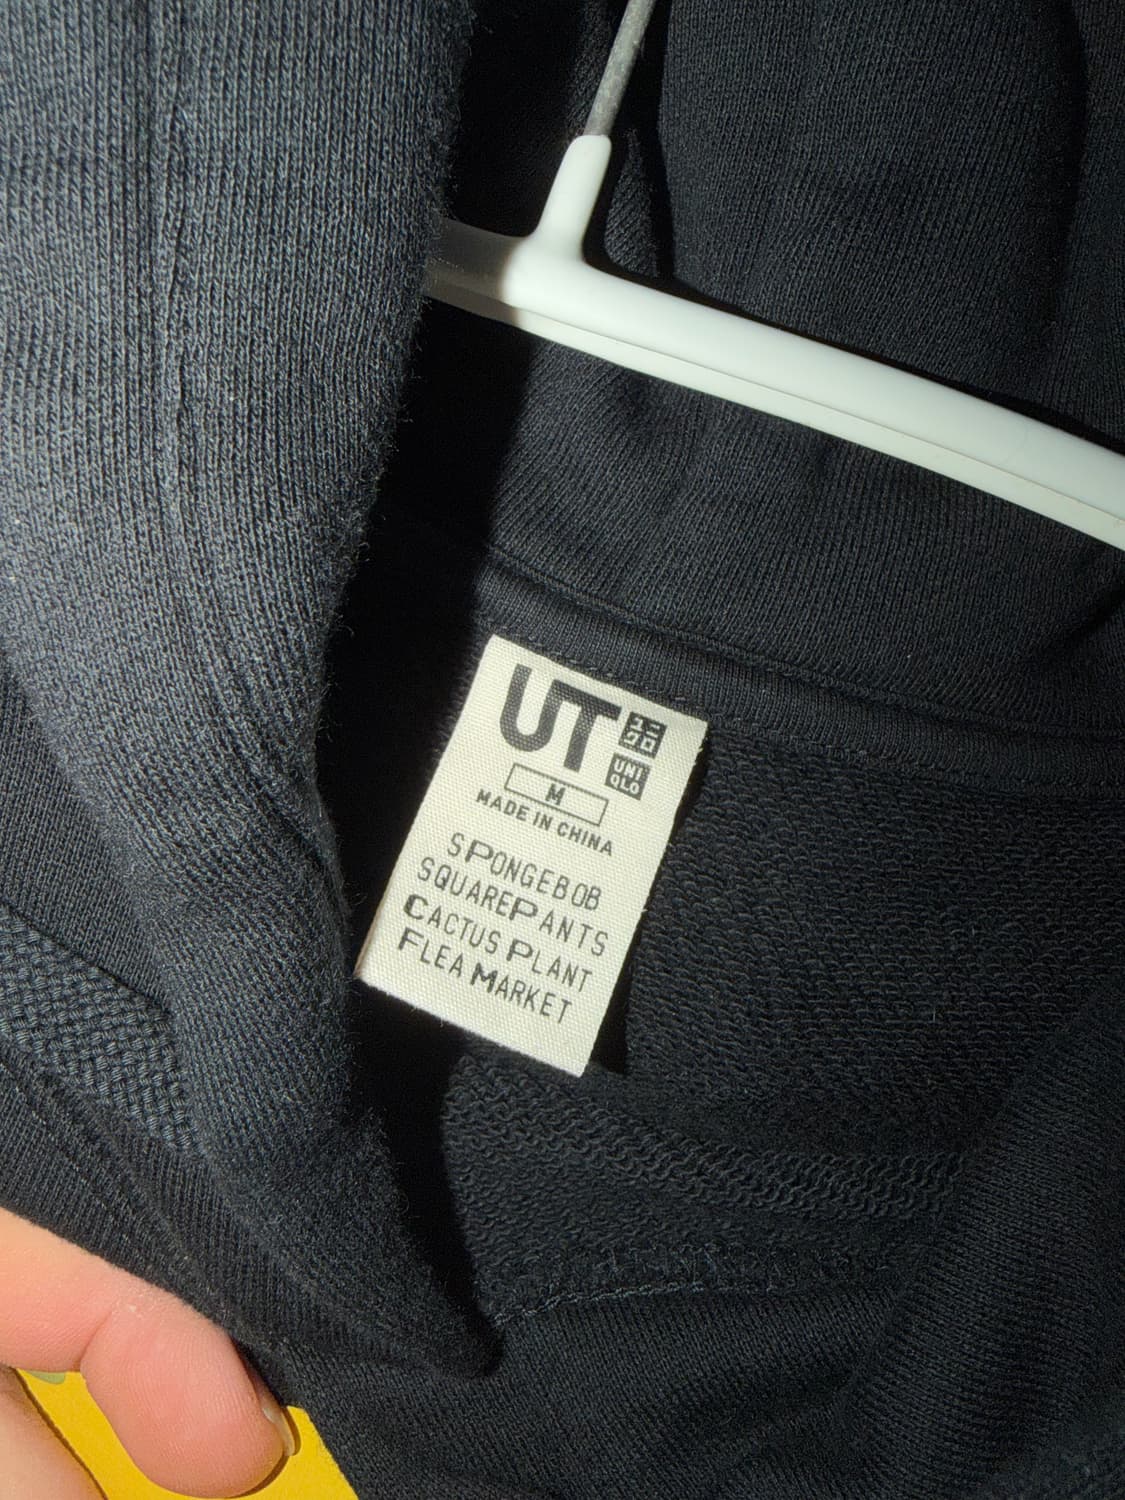 UT
ユニ
クロ
UNI
QLO
M
MADE IN CHINA
SPONGEBOB
SQUAREPANTS
CACTUS PLANT
FLEA MARKET